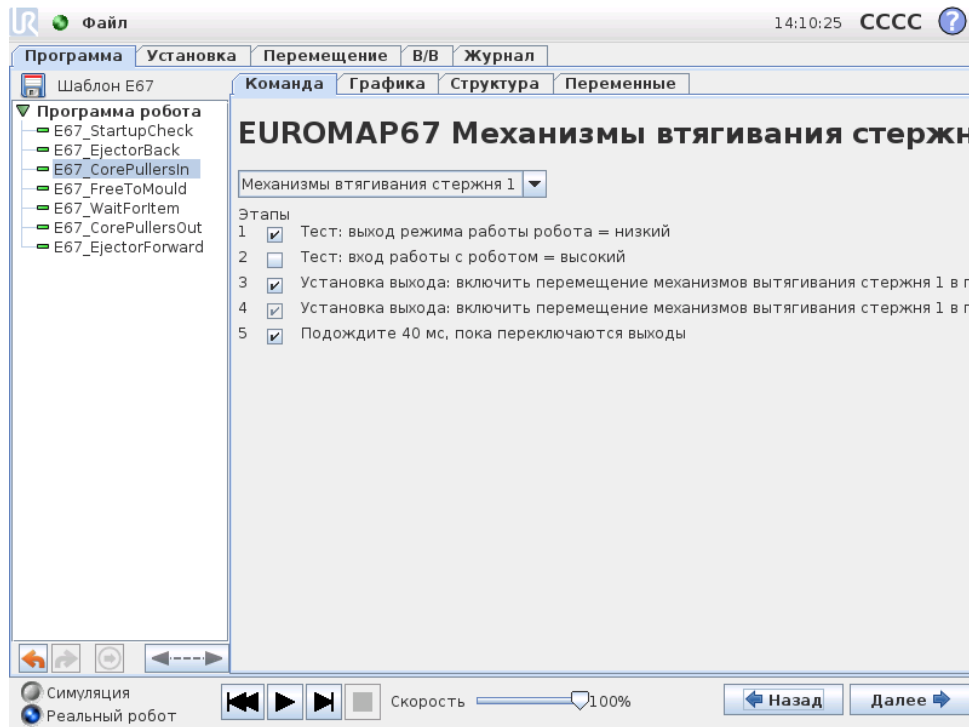 UR Файл 14:10:25 CCCC ?
Программа Установка Перемещение В/В Журнал
Шаблон E67 Команда Графика Структура Переменные
Программа робота
E67_StartupCheck
E67_EjectorBack
E67_CorePullersIn
E67_FreeToMould
E67_WaitForItem
E67_CorePullersOut
E67_EjectorForward
EUROMAP67 Механизмы втягивания стержн
Механизмы втягивания стержня 1
Этапы
1 Тест: выход режима работы робота = низкий
2 Тест: вход работы с роботом = высокий
3 Установка выхода: включить перемещение механизмов вытягивания стержня 1 в
4 Установка выхода: включить перемещение механизмов вытягивания стержня 1 в
5 Подождите 40 мс, пока переключаются выходы
Симуляция
Реальный робот
Скорость 100% Назад Далее